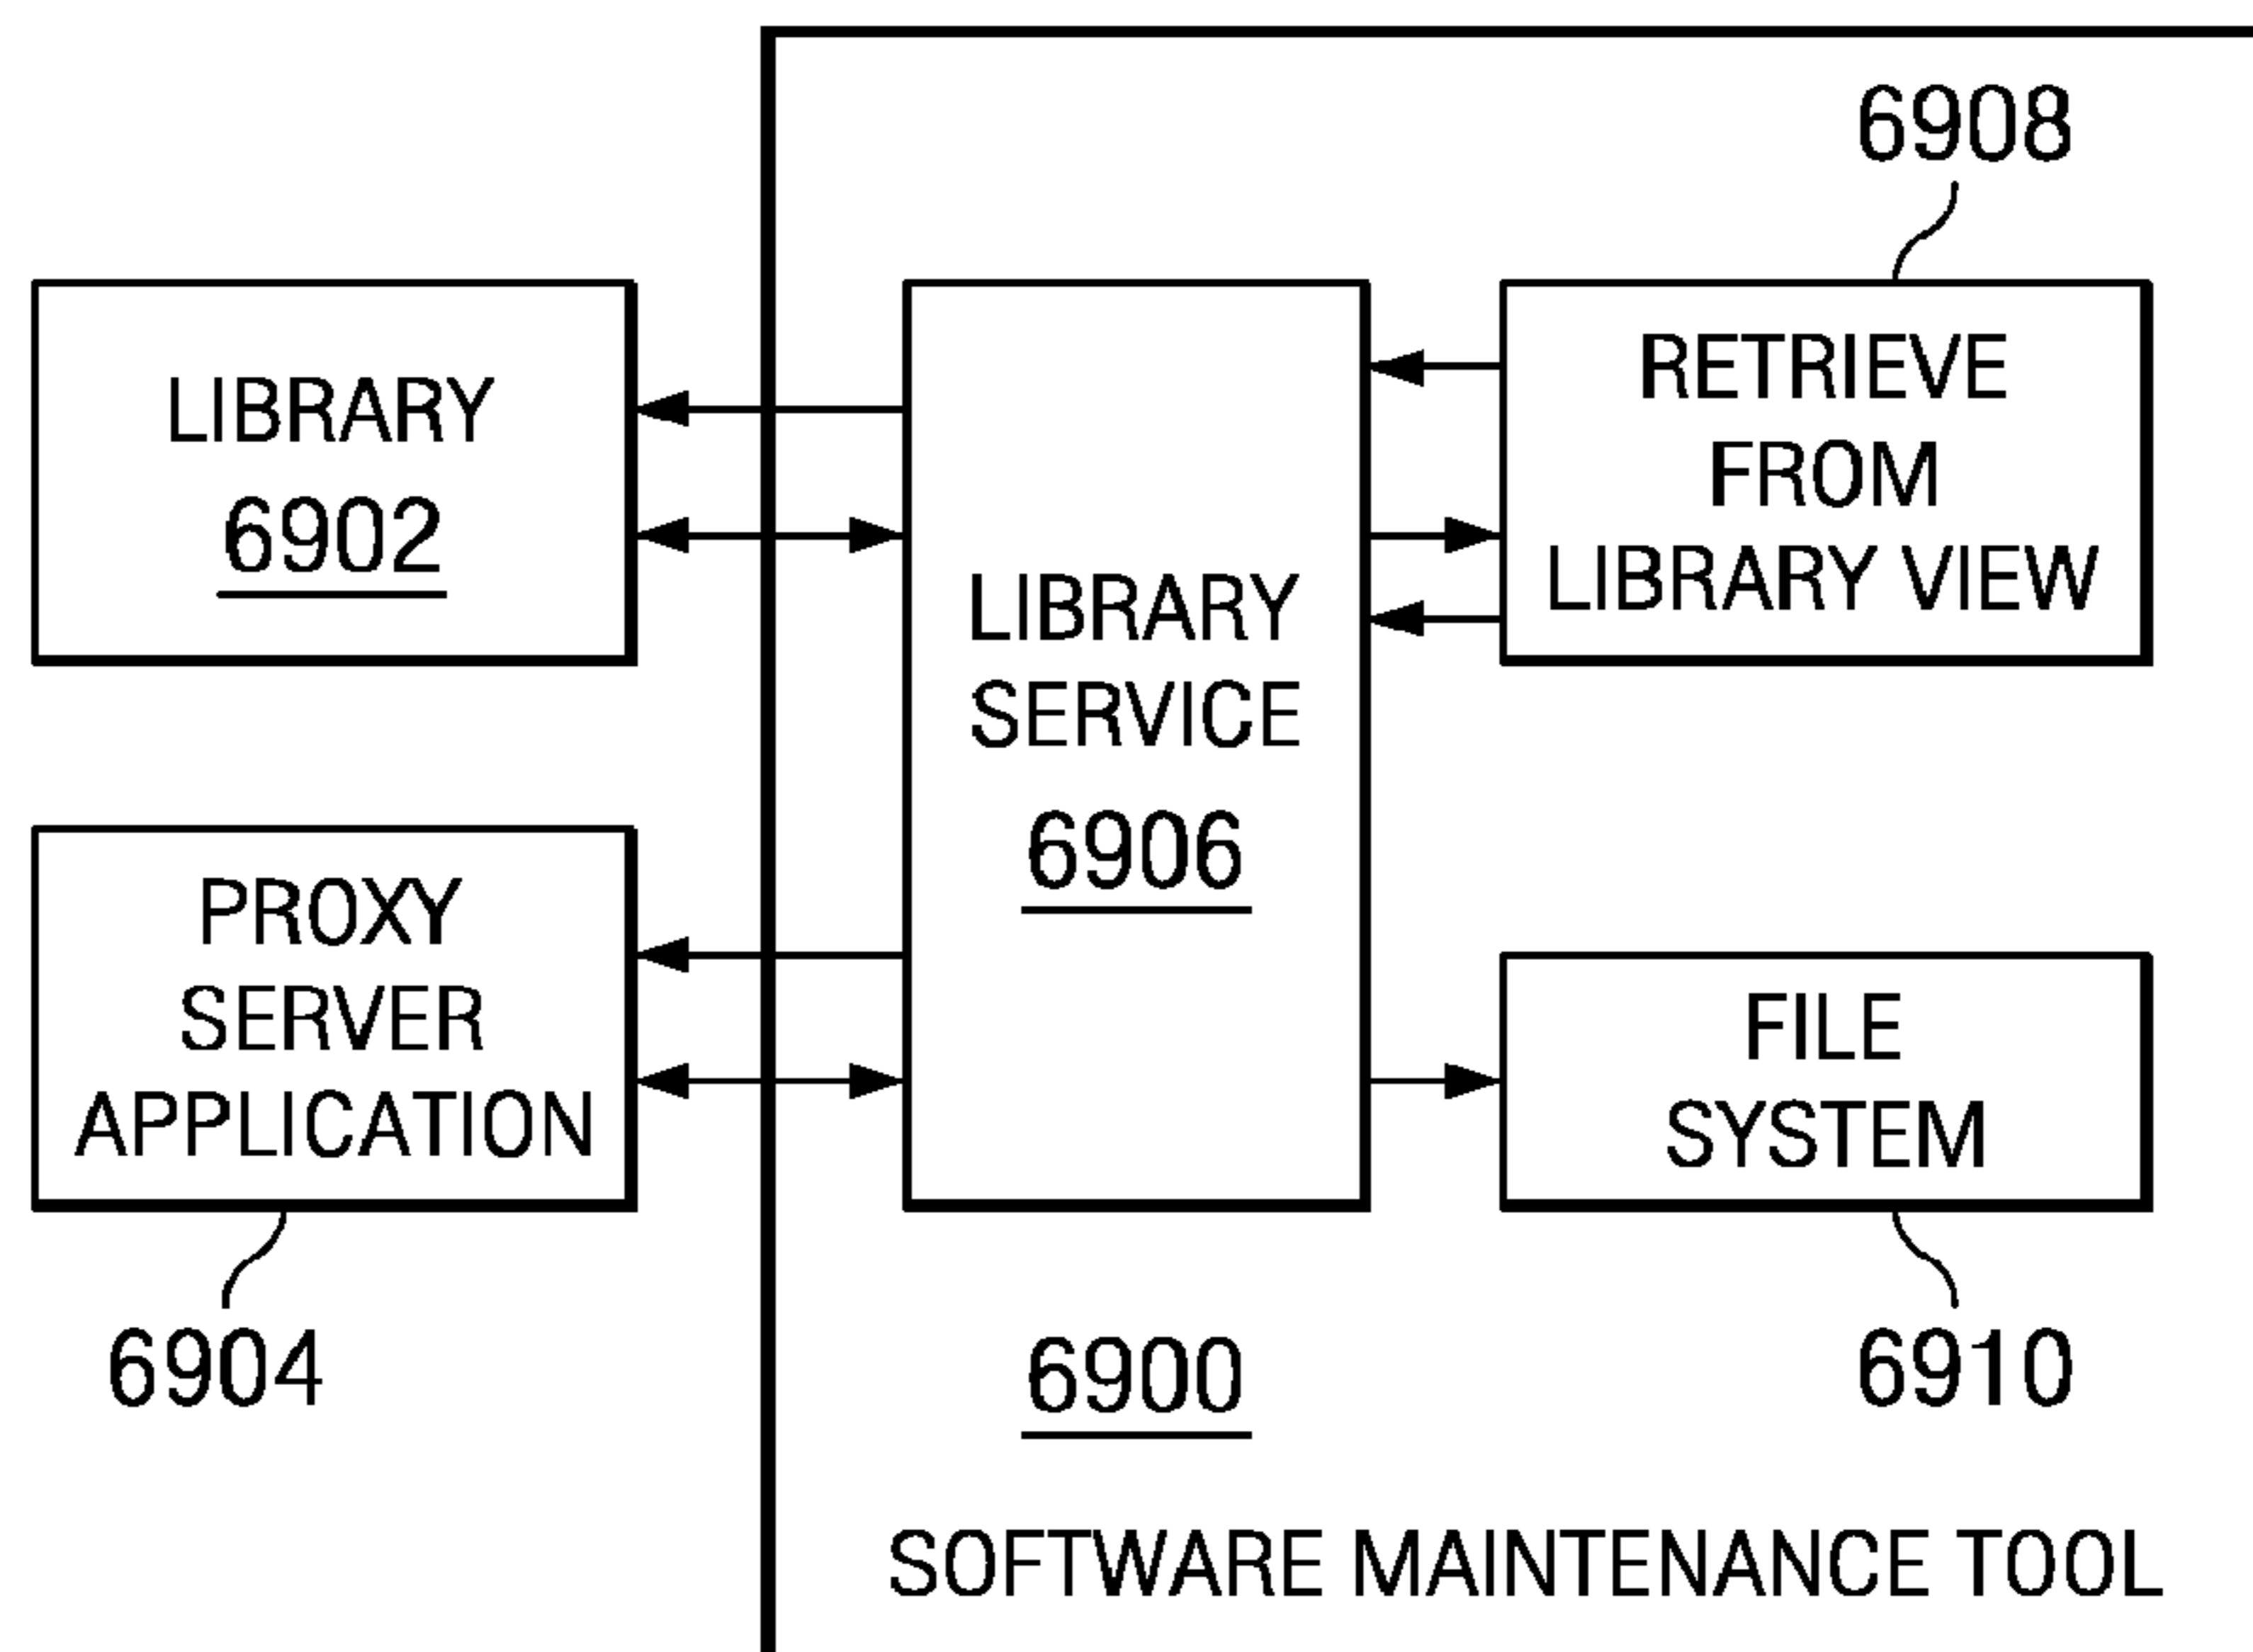 6908
LIBRARY
6902
LIBRARY
SERVICE
6906
RETRIEVE
FROM
LIBRARY VIEW
PROXY
SERVER
APPLICATION
FILE
SYSTEM
6904
6900
6910
SOFTWARE MAINTENANCE TOOL